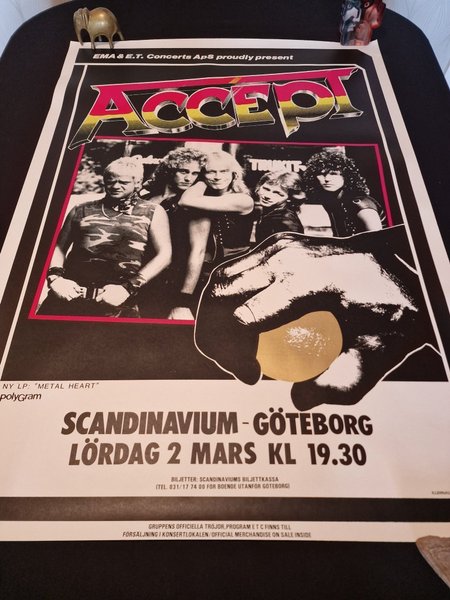 EMA & E.T. Concerts ApS proudly present
ACCEPT
NY LP: "METAL HEART"
polyGram
SCANDINAVIUM - GÖTEBORG
LÖRDAG 2 MARS KL 19.30
BILJETTER: SCANDINAVIUMS BILJETTKASSA
(TEL. 031/17 74 00 FÖR BOENDE UTANFÖR GÖTEBORG)
GRUPPENS OFFICIELLA TRÖJOR, PROGRAM E T C FINNS TILL
FÖRSÄLJNING I KONSERTLOKALEN/OFFICIAL MERCHANDISE ON SALE INSIDE